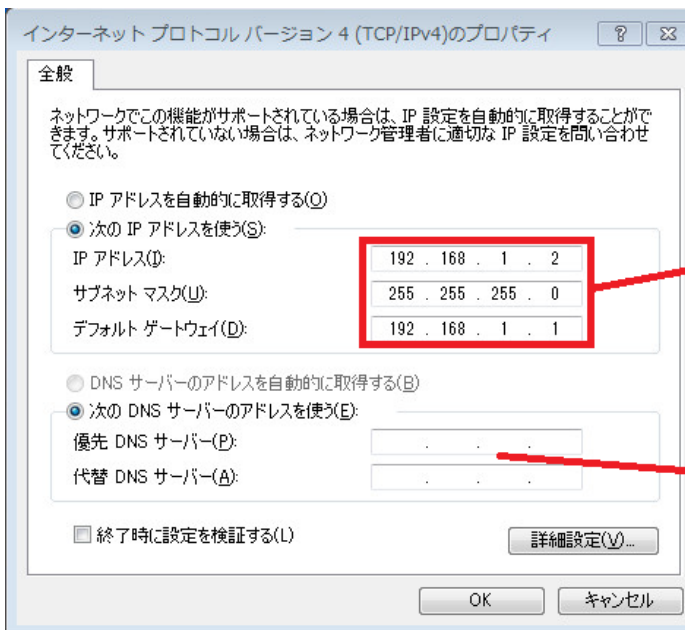 インターネット プロトコル バージョン 4 (TCP/IPv4)のプロパティ
全般
ネットワークでこの機能がサポートされている場合は、IP 設定を自動的に取得することがで
きます。サポートされていない場合は、ネットワーク管理者に適切な IP 設定を問い合わせ
てください。
IP アドレスを自動的に取得する(O)
次の IP アドレスを使う(S):
IP アドレス(I): 192 . 168 . 1 . 2
サブネット マスク(U): 255 . 255 . 255 . 0
デフォルト ゲートウェイ(D): 192 . 168 . 1 . 1
DNS サーバーのアドレスを自動的に取得する(B)
次の DNS サーバーのアドレスを使う(E):
優先 DNS サーバー(P): . . .
代替 DNS サーバー(A): . . .
終了時に設定を検証する(L)
詳細設定(V)...
OK キャンセル